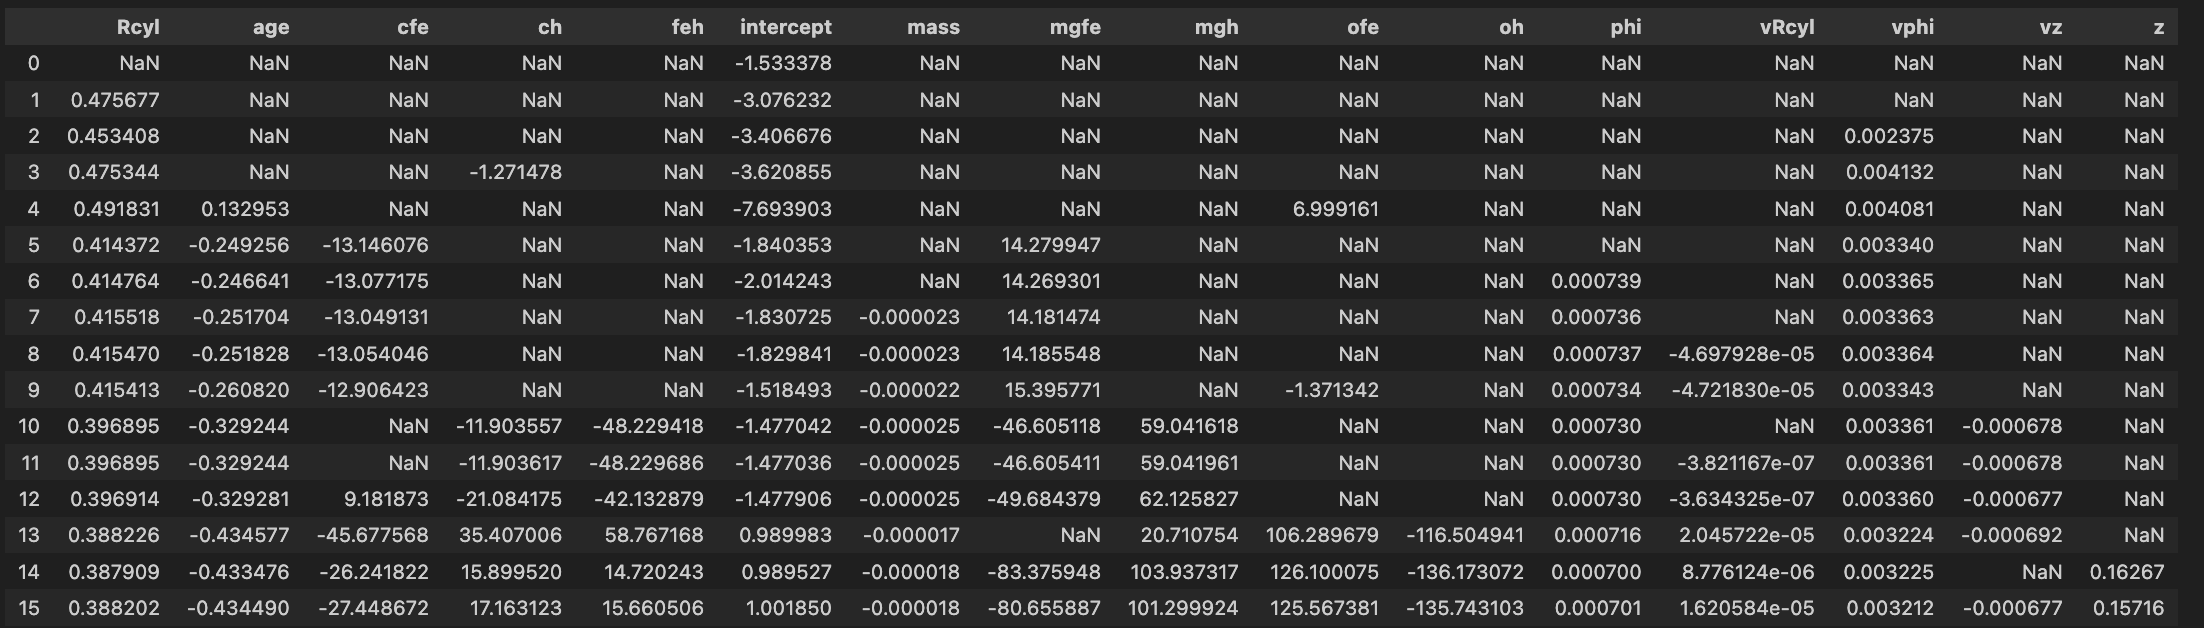 Rcyl age cfe ch feh intercept mass mgfe mgh ofe oh phi vRcyl vphi vz z
0 NaN NaN NaN NaN NaN -1.533378 NaN NaN NaN NaN NaN NaN NaN NaN NaN NaN
1 0.475677 NaN NaN NaN NaN -3.076232 NaN NaN NaN NaN NaN NaN NaN NaN NaN NaN
2 0.453408 NaN NaN NaN NaN -3.406676 NaN NaN NaN NaN NaN NaN NaN 0.002375 NaN NaN
3 0.475344 NaN NaN -1.271478 NaN -3.620855 NaN NaN NaN NaN NaN NaN NaN 0.004132 NaN NaN
4 0.491831 0.132953 NaN NaN NaN -7.693903 NaN NaN NaN 6.999161 NaN NaN NaN 0.004081 NaN NaN
5 0.414372 -0.249256 -13.146076 NaN NaN -1.840353 NaN 14.279947 NaN NaN NaN NaN NaN 0.003340 NaN NaN
6 0.414764 -0.246641 -13.077175 NaN NaN -2.014243 NaN 14.269301 NaN NaN NaN 0.000739 NaN 0.003365 NaN NaN
7 0.415518 -0.251704 -13.049131 NaN NaN -1.830725 -0.000023 14.181474 NaN NaN NaN 0.000736 NaN 0.003363 NaN NaN
8 0.415470 -0.251828 -13.054046 NaN NaN -1.829841 -0.000023 14.185548 NaN NaN NaN 0.000737 -4.697928e-05 0.003364 NaN NaN
9 0.415413 -0.260820 -12.906423 NaN NaN -1.518493 -0.000022 15.395771 NaN -1.371342 NaN 0.000734 -4.721830e-05 0.003343 NaN NaN
10 0.396895 -0.329244 NaN -11.903557 -48.229418 -1.477042 -0.000025 -46.605118 59.041618 NaN NaN 0.000730 NaN 0.003361 -0.000678 NaN
11 0.396895 -0.329244 NaN -11.903617 -48.229686 -1.477036 -0.000025 -46.605411 59.041961 NaN NaN 0.000730 -3.821167e-07 0.003361 -0.000678 NaN
12 0.396914 -0.329281 9.181873 -21.084175 -42.132879 -1.477906 -0.000025 -49.684379 62.125827 NaN NaN 0.000730 -3.634325e-07 0.003360 -0.000677 NaN
13 0.388226 -0.434577 -45.677568 35.407006 58.767168 0.989983 -0.000017 NaN 20.710754 106.289679 -116.504941 0.000716 2.045722e-05 0.003224 -0.000692 NaN
14 0.387909 -0.433476 -26.241822 15.899520 14.720243 0.989527 -0.000018 -83.375948 103.937317 126.100075 -136.173072 0.000700 8.776124e-06 0.003225 NaN 0.16267
15 0.388202 -0.434490 -27.448672 17.163123 15.660506 1.001850 -0.000018 -80.655887 101.299924 125.567381 -135.743103 0.000701 1.620584e-05 0.003212 -0.000677 0.15716